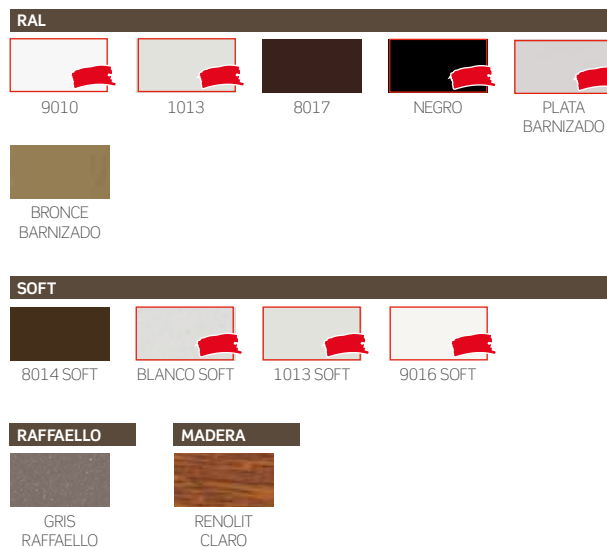 RAL
9010
1013
8017
NEGRO
PLATA
BARNIZADO
BRONCE
BARNIZADO
SOFT
8014 SOFT
BLANCO SOFT
1013 SOFT
9016 SOFT
RAFFAELLO
MADERA
GRIS
RAFFAELLO
RENOLIT
CLARO